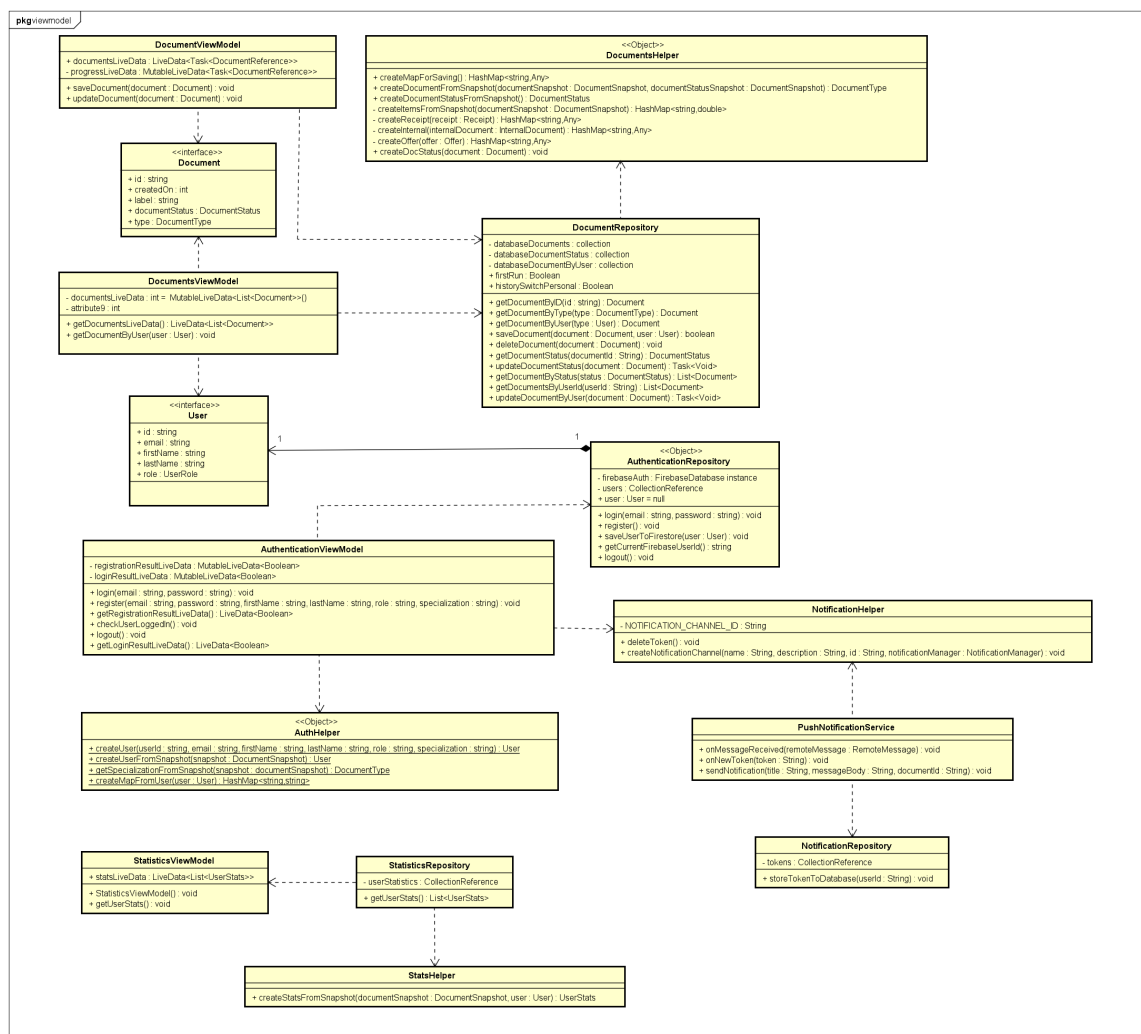 pkg viewmodel
DocumentViewModel
+ documentsLiveData : LiveData<Task<DocumentReference>>
- progressLiveData : MutableLiveData<Task<DocumentReference>>
+ saveDocument(document : Document) : void
+ updateDocument(document : Document) : void
<<Object>>
DocumentsHelper
+ createMapForSaving() : HashMap<string,Any>
+ createDocumentFromSnapshot(documentSnapshot : DocumentSnapshot, documentStatusSnapshot : DocumentSnapshot) : DocumentType
+ createDocumentStatusFromSnapshot() : DocumentStatus
- createItemsFromSnapshot(documentSnapshot : DocumentSnapshot) : HashMap<string,double>
- createReceipt(receipt : Receipt) : HashMap<string,Any>
- createInternal(internalDocument : InternalDocument) : HashMap<string,Any>
- createOffer(offer : Offer) : HashMap<string,Any>
+ createDocStatus(document : Document) : void
<<interface>>
Document
+ id : string
+ createdOn : int
+ label : string
+ documentStatus : DocumentStatus
+ type : DocumentType
DocumentRepository
- databaseDocuments : collection
- databaseDocumentStatus : collection
- databaseDocumentByUser : collection
+ firstRun : Boolean
+ historySwitchPersonal : Boolean
+ getDocumentByID(id : string) : Document
+ getDocumentByType(type : DocumentType) : Document
+ getDocumentByUser(type : User) : Document
+ saveDocument(document : Document, user : User) : boolean
+ deleteDocument(document : Document) : void
+ getDocumentStatus(documentId : String) : DocumentStatus
+ updateDocumentStatus(document : Document) : Task<Void>
+ getDocumentByStatus(status : DocumentStatus) : List<Document>
+ getDocumentsByUserId(userId : String) : List<Document>
+ updateDocumentByUser(document : Document) : Task<Void>
DocumentsViewModel
- documentsLiveData : int = MutableLiveData<List<Document>>()
- attribute9 : int
+ getDocumentsLiveData() : LiveData<List<Document>>
+ getDocumentByUser(user : User) : void
<<interface>>
User
+ id : string
+ email : string
+ firstName : string
+ lastName : string
+ role : UserRole
1
1
<<Object>>
AuthenticationRepository
- firebaseAuth : FirebaseDatabase instance
- users : CollectionReference
+ user : User = null
+ login(email : string, password : string) : void
+ register() : void
+ saveUserToFirestore(user : User) : void
+ getCurrentFirebaseUserId() : string
+ logout() : void
AuthenticationViewModel
- registrationResultLiveData : MutableLiveData<Boolean>
- loginResultLiveData : MutableLiveData<Boolean>
+ login(email : string, password : string) : void
+ register(email : string, password : string, firstName : string, lastName : string, role : string, specialization : string) : void
+ getRegistrationResultLiveData() : LiveData<Boolean>
+ checkUserLoggedIn() : void
+ logout() : void
+ getLoginResultLiveData() : LiveData<Boolean>
NotificationHelper
- NOTIFICATION_CHANNEL_ID : String
+ deleteToken() : void
+ createNotificationChannel(name : String, description : String, id : String, notificationManager : NotificationManager) : void
<<Object>>
AuthHelper
+ createUser(userId : string, email : string, firstName : string, lastName : string, role : string, specialization : string) : User
+ createUserFromSnapshot(snapshot : DocumentSnapshot) : User
+ getSpecializationFromSnapshot(snapshot : documentSnapshot) : DocumentType
+ createMapFromUser(user : User) : HashMap<string,string>
PushNotificationService
+ onMessageReceived(remoteMessage : RemoteMessage) : void
+ onNewToken(token : String) : void
+ sendNotification(title : String, messageBody : String, documentId : String) : void
NotificationRepository
- tokens : CollectionReference
+ storeTokenToDatabase(userId : String) : void
StatisticsViewModel
+ statsLiveData : LiveData<List<UserStats>>
+ StatisticsViewModel() : void
+ getUserStats() : void
StatisticsRepository
- userStatistics : CollectionReference
+ getUserStats() : List<UserStats>
StatsHelper
+ createStatsFromSnapshot(documentSnapshot : DocumentSnapshot, user : User) : UserStats